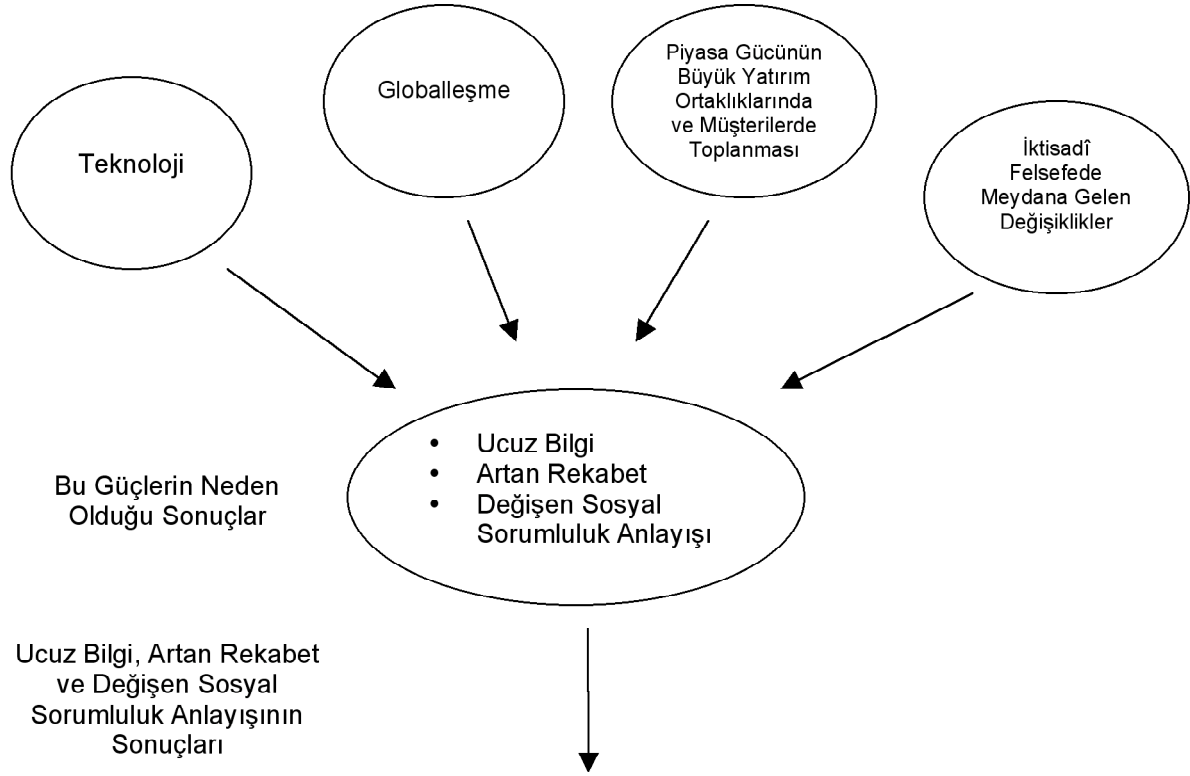 Teknoloji
Globalleşme
Piyasa Gücünün
Büyük Yatırım
Ortaklıklarında
ve Müşterilerde
Toplanması
İktisadî
Felsefede
Meydana Gelen
Değişiklikler
Bu Güçlerin Neden
Olduğu Sonuçlar
• Ucuz Bilgi
• Artan Rekabet
• Değişen Sosyal
Sorumluluk Anlayışı
Ucuz Bilgi, Artan Rekabet
ve Değişen Sosyal
Sorumluluk Anlayışının
Sonuçları